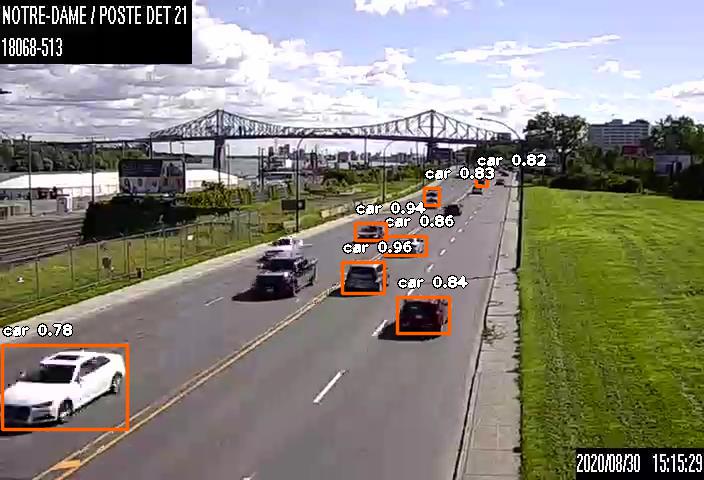 NOTRE-DAME / POSTE DET 21
18068-513
car 0.82
car 0.83
car 0.94
car 0.86
car 0.96
car 0.84
car 0.78
2020/08/30 15:15:29